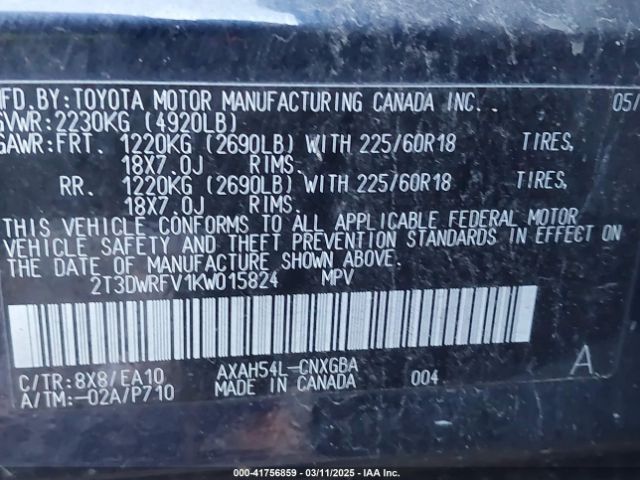 MFD.BY:TOYOTA MOTOR MANUFACTURING CANADA INC. 05/
GVWR:2230KG (4920LB)
GAWR:FRT. 1220KG (2690LB) WITH 225/60R18 TIRES,
18X7.0J RIMS.
RR. 1220KG (2690LB) WITH 225/60R18 TIRES,
18X7.0J RIMS.
THIS VEHICLE CONFORMS TO ALL APPLICABLE FEDERAL MOTOR
VEHICLE SAFETY AND THEFT PREVENTION STANDARDS IN EFFECT ON
THE DATE OF MANUFACTURE SHOWN ABOVE.
2T3DWRFV1KW015824 MPV
C/TR:8X8/EA10 AXAH54L-CNXGBA A
A/TM:-02A/P710 MADE IN CANADA 004
000-41756859 - 03/11/2025 - IAA Inc.